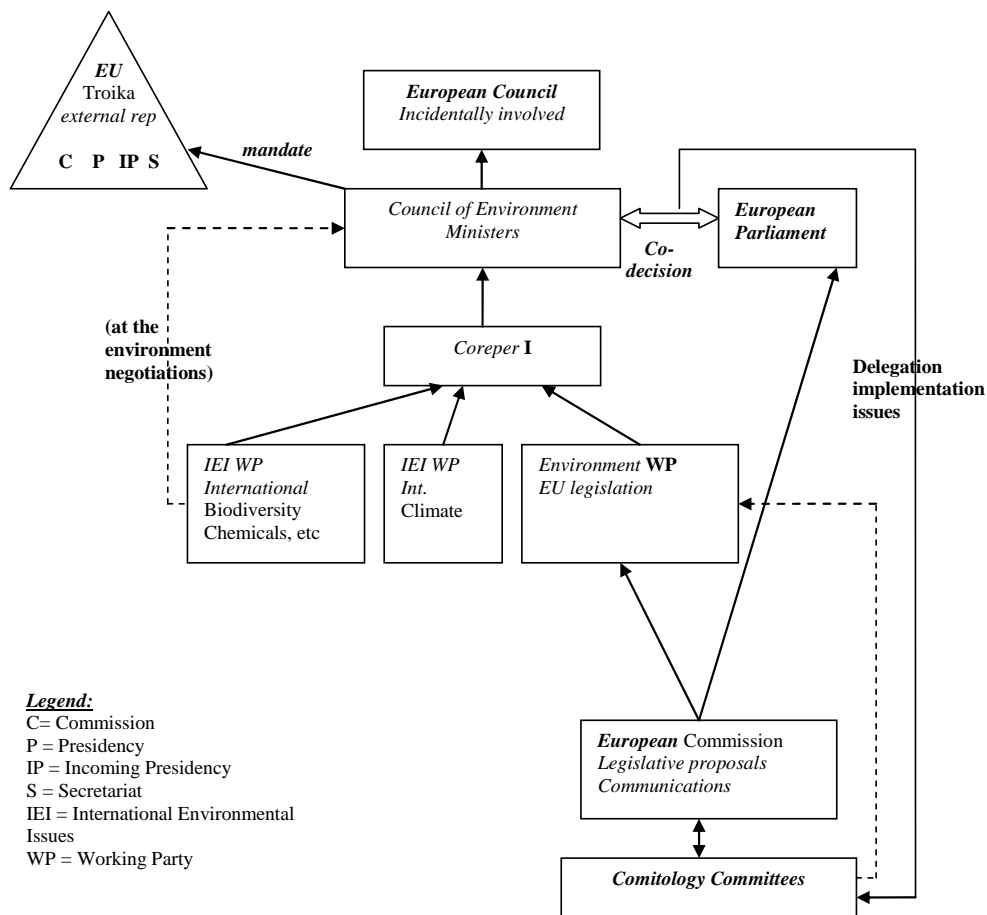 EU
Troika
external rep
C P IP S
European Council
Incidentally involved
mandate
Council of Environment
Ministers
European
Parliament
Co-
decision
(at the
environment
negotiations)
Coreper I
Delegation
implementation
issues
IEI WP
International
Biodiversity
Chemicals, etc
IEI WP
Int.
Climate
Environment WP
EU legislation
Legend:
C= Commission
P = Presidency
IP = Incoming Presidency
S = Secretariat
IEI = International Environmental
Issues
WP = Working Party
European Commission
Legislative proposals
Communications
Comitology Committees